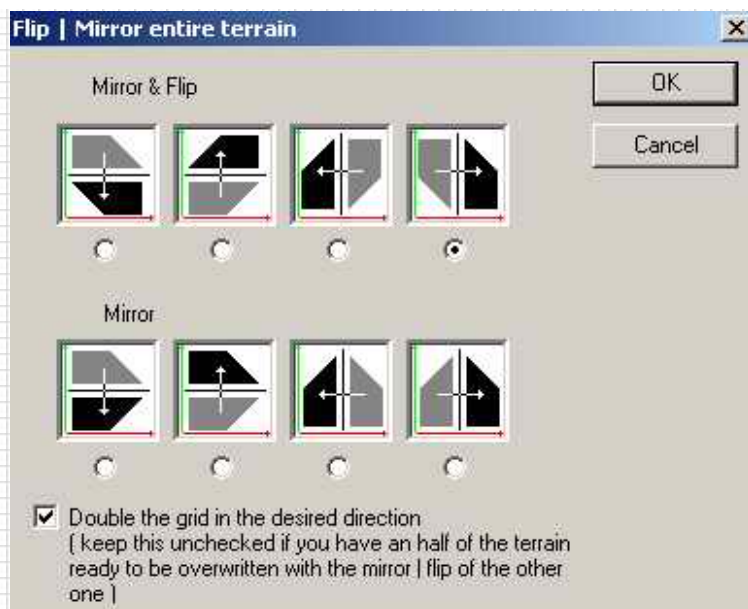 Flip | Mirror entire terrain
Mirror & Flip
OK
Cancel
Mirror
Double the grid in the desired direction
( keep this unchecked if you have an half of the terrain
ready to be overwritten with the mirror | flip of the other
one )